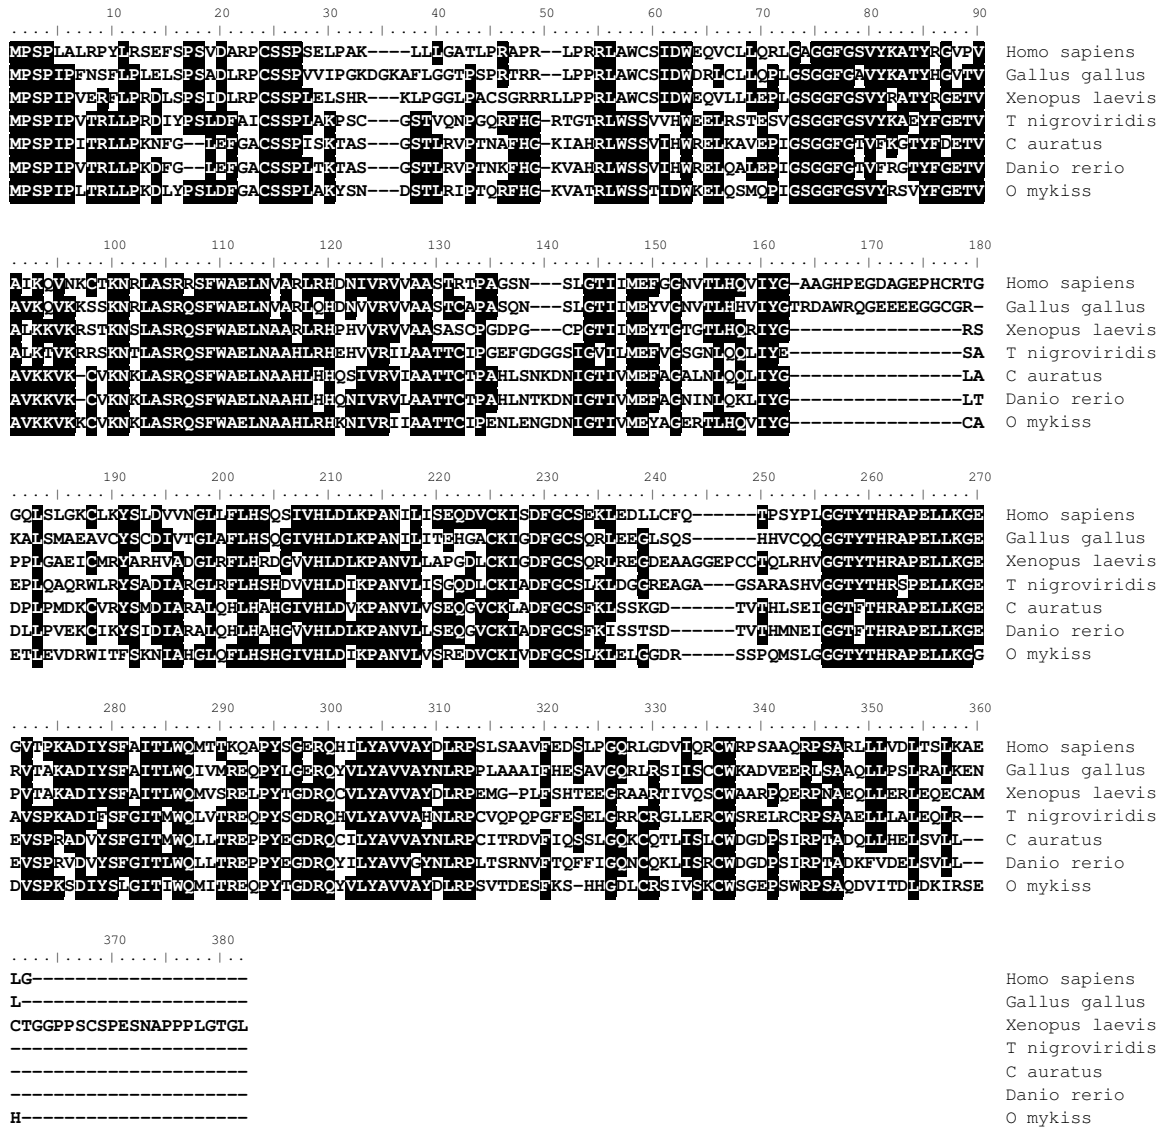 10 20 30 40 50 60 70 80 90
....|....|....|....|....|....|....|....|....|....|....|....|....|....|....|....|....|....|
MPSPLALRPYLRSEFSPSVDARPCSSPSELPAK----LLLGATLPRAPR--LPRRLAWCSIDWEQVCLLQRLGAGGFGSVYKATYRGVPV Homo sapiens
MPSPIPFNSFLPLELSPSADLRPCSSPVVIPGKDGKAFLGGTPSPRTRR--LPPRLAWCSIDWDRLCLLQPLGSGGFGAVYKATYHGVTV Gallus gallus
MPSPIPVERFLPRDLSPSIDLRPCSSPLELSHR---KLPGGLPACSGRRRLLPPRLAWCSIDWEQVLLLEPLGSGGFGSVYRATYRGETV Xenopus laevis
MPSPIPVTRLLPRDIYPSLDFAICSSPLAKPSC---GSTVQNPGQRFHG-RTGTRLWSSVVHWEELRSTESVGSGGFGSVYKAEYFGETV T nigroviridis
MPSPIPITRLLPKNFG--LEFGACSSPISKTAS---GSTLRVPTNAFHG-KIAHRLWSSVIHWRELKAVEPIGSGGFGTVFKGTYFDETV C auratus
MPSPIPVTRLLPKDFG--LEFGACSSPLTKTAS---GSTLRVPTNKFHG-KVAHRLWSSVIHWRELQALEPIGSGGFGTVFRGTYFGETV Danio rerio
MPSPIPLTRLLPKDLYPSLDFGACSSPLAKYSN---DSTLRIPTQRFHG-KVATRLWSSTIDWKELQSMQPIGSGGFGSVYRSVYFGETV O mykiss
100 110 120 130 140 150 160 170 180
....|....|....|....|....|....|....|....|....|....|....|....|....|....|....|....|....|....|
AIKQVNKCTKNRLASRRSFWAELNVARLRHDNIVRVVAASTRTPAGSN---SLGTIIMEFGGNVTLHQVIYG-AAGHPEGDAGEPHCRTG Homo sapiens
AVKQVKKSSKNRLASRQSFWAELNVARLQHDNVVRVVAASTCAPASQN---SLGTIIMEYVGNVTLHHVIYGTRDAWRQGEEEEGGCGR- Gallus gallus
ALKKVKRSTKNSLASRQSFWAELNAARLRHPHVVRVVAASASCPGDPG---CPGTIIMEYTGTGTLHQRIYG----------------RS Xenopus laevis
ALKTVKRRSKNTLASRQSFWAELNAAHLRHEHVVRILAATTCIPGEFGDGGSIGVILMEFVGSGNLQQLIYE----------------SA T nigroviridis
AVKKVK-CVKNKLASRQSFWAELNAAHLHHQSIVRVIAATTCTPAHLSNKDNIGTIVMEFAGALNLQQLIYG----------------LA C auratus
AVKKVK-CVKNKLASRQSFWAELNAAHLHHQNIVRVLAATTCTPAHLNTKDNIGTIVMEFAGNINLQKLIYG----------------LT Danio rerio
AVKKVKKCVKNKLASRQSFWAELNAAHLRHKNIVRIIAATTCIPENLENGDNIGTIVMEYAGERTLHQVIYG----------------CA O mykiss
190 200 210 220 230 240 250 260 270
....|....|....|....|....|....|....|....|....|....|....|....|....|....|....|....|....|....|
GQLSLGKCLKYSLDVVNGLLFLHSQSIVHLDLKPANILISEQDVCKISDFGCSEKLEDLLCFQ------TPSYPLGGTYTHRAPELLKGE Homo sapiens
KALSMAEAVCYSCDIVTGLAFLHSQGIVHLDLKPANILITEHGACKIGDFGCSQRLEEGLSQS------HHVCQQGGTYTHRAPELLKGE Gallus gallus
PPLGAEICMRYARHVADGLRFLHRDGVVHLDLKPANVLLAPGDLCKIGDFGCSQRLREGDEAAGGEPCCTQLRHVGGTYTHRAPELLKGE Xenopus laevis
EPLQAQRWLRYSADIARGLRFLHSHDVVHLDIKPANVLISGQDLCKIADFGCSLKLDGGREAGA---GSARASHVGGTYTHRSPELLKGE T nigroviridis
DPLPMDKCVRYSMDIARALQHLHAHGIVHLDVKPANVLVSEQGVCKLADFGCSFKLSSKGD------TVTHLSEIGGTFTHRAPELLKGE C auratus
DLLPVEKCIKYSIDIARALQHLHAHGVVHLDLKPANVLLSEQGVCKIADFGCSFKISSTSD------TVTHMNEIGGTFTHRAPELLKGE Danio rerio
ETLEVDRWITFSKNIAHGLQFLHSHGIVHLDIKPANVLVSREDVCKIVDFGCSLKLELGGDR-----SSPQMSLGGGTYTHRAPELLKGG O mykiss
280 290 300 310 320 330 340 350 360
....|....|....|....|....|....|....|....|....|....|....|....|....|....|....|....|....|....|
GVTPKADIYSFAITLWQMTTKQAPYSGERQHILYAVVAYDLRPSLSAAVFEDSLPGQRLGDVIQRCWRPSAAQRPSARLLLVDLTSLKAE Homo sapiens
RVTAKADIYSFAITLWQIVMREQPYLGERQYVLYAVVAYNLRPPLAAAIFHESAVGQRLRSIISCCWKADVEERLSAAQLLPSLRALKEN Gallus gallus
PVTAKADIYSFAITLWQMVSRELPYTGDRQCVLYAVVAYDLRPEMG-PLFSHTEEGRAARTIVQSCWAARPQERPNAEQLLERLEQECAM Xenopus laevis
AVSPKADIFSFGITMWQLVTREQPYSGDRQHVLYAVVAHNLRPCVQPQPGFESELGRRCRGLLERCWSRELRCRPSAAELLALEQLR-- T nigroviridis
EVSPRADVYSFGITMWQLLTREPPYEGDRQCILYAVVAYNLRPCITRDVFIQSSLGQKCQTLISLCWDGDPSIRPTADQLLHELSVLL-- C auratus
EVSPRVDVYSFGITLWQLLTREPPYEGDRQYILYAVVGYNLRPLTSRNVFTQFFIGQNCQKLISRCWDGDPSIRPTADKFVDELSVLL-- Danio rerio
DVSPKSDIYSLGITIWQMITREQPYTGDRQYVLYAVVAYDLRPSVTDESFKS-HHGDLCRSIVSKCWSGEPSWRPSAQDVITDLDKIRSE O mykiss
370 380
....|....|....|....|..
LG-------------------- Homo sapiens
L--------------------- Gallus gallus
CTGGPPSCSPESNAPPPLGTGL Xenopus laevis
---------------------- T nigroviridis
---------------------- C auratus
---------------------- Danio rerio
H--------------------- O mykiss